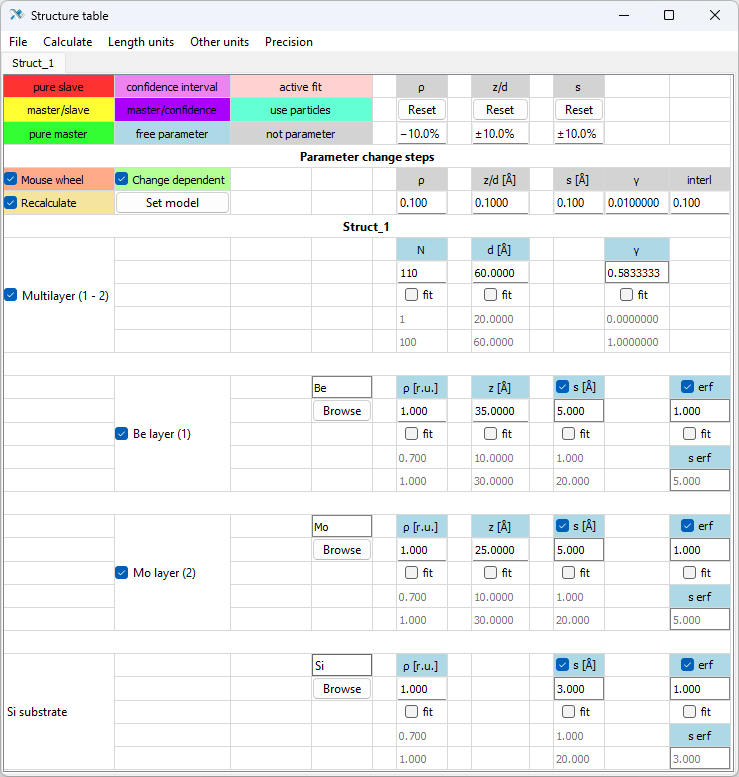 Structure table
File Calculate Length units Other units Precision
Struct_1
pure slave confidence interval active fit ρ z/d s
master/slave master/confidence use particles Reset Reset Reset
pure master free parameter not parameter −10.0% ±10.0% ±10.0%
Parameter change steps
Mouse wheel Change dependent ρ z/d [Å] s [Å] γ interl
Recalculate Set model 0.100 0.1000 0.100 0.0100000 0.100
Struct_1
N d [Å] γ
110 60.0000 0.5833333
Multilayer (1 - 2) fit fit fit
1 20.0000 0.0000000
100 60.0000 1.0000000
Be ρ [r.u.] z [Å] s [Å] erf
Browse 1.000 35.0000 5.000 1.000
Be layer (1) fit fit fit fit
0.700 10.0000 1.000 s erf
1.000 30.0000 20.000 5.000
Mo ρ [r.u.] z [Å] s [Å] erf
Browse 1.000 25.0000 5.000 1.000
Mo layer (2) fit fit fit fit
0.700 10.0000 1.000 s erf
1.000 30.0000 20.000 5.000
Si ρ [r.u.] s [Å] erf
Browse 1.000 3.000 1.000
Si substrate fit fit fit
0.700 1.000 s erf
1.000 20.000 3.000